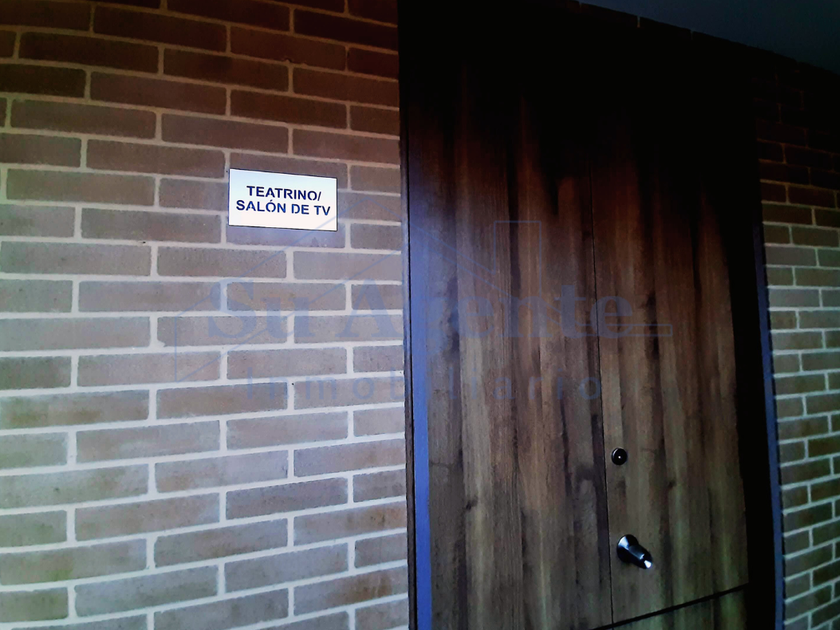 TEATRINO/
SALÓN DE TV
Su Agente
Inmobiliario